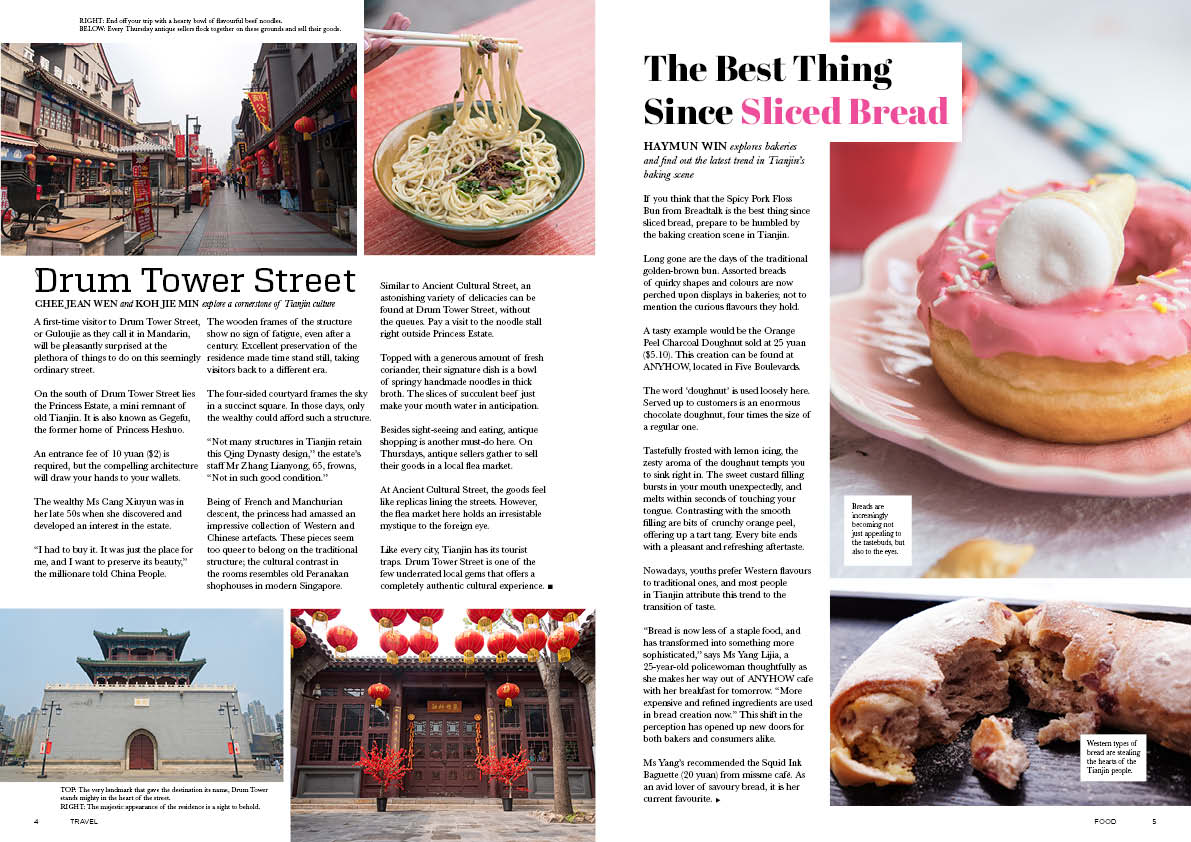 RIGHT: End off your trip with a hearty bowl of flavourful beef noodles.
BELOW: Every Thursday antique sellers flock together on these grounds and sell their goods.
Drum Tower Street
CHEE JEAN WEN and KOH JIE MIN explore a cornerstone of Tianjin culture
A first-time visitor to Drum Tower Street,
or Guloujie as they call it in Mandarin,
will be pleasantly surprised at the
plethora of things to do on this seemingly
ordinary street.
On the south of Drum Tower Street lies
the Princess Estate, a mini remnant of
old Tianjin. It is also known as Gegefu,
the former home of Princess Heshuo.
An entrance fee of 10 yuan ($2) is
required, but the compelling architecture
will draw your hands to your wallets.
The wealthy Ms Cang Xiuyun was in
her late 50s when she discovered and
developed an interest in the estate.
“I had to buy it. It was just the place for
me, and I want to preserve its beauty,”
the millionare told China People.
The wooden frames of the structure
show no sign of fatigue, even after a
century. Excellent preservation of the
residence made time stand still, taking
visitors back to a different era.
The four-sided courtyard frames the sky
in a succinct square. In those days, only
the wealthy could afford such a structure.
“Not many structures in Tianjin retain
this Qing Dynasty design,” the estate’s
staff Mr Zhang Lianyong, 65, frowns,
“Not in such good condition.”
Being of French and Manchurian
descent, the princess had amassed an
impressive collection of Western and
Chinese artefacts. These pieces seem
too queer to belong on the traditional
structure; the cultural contrast in
the rooms resembles old Peranakan
shophouses in modern Singapore.
Similar to Ancient Cultural Street, an
astonishing variety of delicacies can be
found at Drum Tower Street, without
the queues. Pay a visit to the noodle stall
right outside Princess Estate.
Topped with a generous amount of fresh
coriander, their signature dish is a bowl
of springy handmade noodles in thick
broth. The slices of succulent beef just
make your mouth water in anticipation.
Besides sight-seeing and eating, antique
shopping is another must-do here. On
Thursdays, antique sellers gather to sell
their goods in a local flea market.
At Ancient Cultural Street, the goods feel
like replicas lining the streets. However,
the flea market here holds an irresistable
mystique to the foreign eye.
Like every city, Tianjin has its tourist
traps. Drum Tower Street is one of the
few underrated local gems that offers a
completely authentic cultural experience. ■
TOP: The very landmark that gave the destination its name, Drum Tower
stands mighty in the heart of the street.
RIGHT: The majestic appearance of the residence is a sight to behold.
4 TRAVEL
The Best Thing
Since Sliced Bread
HAYMUN WIN explores bakeries
and find out the latest trend in Tianjin’s
baking scene
If you think that the Spicy Pork Floss
Bun from Breadtalk is the best thing since
sliced bread, prepare to be humbled by
the baking creation scene in Tianjin.
Long gone are the days of the traditional
golden-brown bun. Assorted breads
of quirky shapes and colours are now
perched upon displays in bakeries; not to
mention the curious flavours they hold.
A tasty example would be the Orange
Peel Charcoal Doughnut sold at 25 yuan
($5.10). This creation can be found at
ANYHOW, located in Five Boulevards.
The word ‘doughnut’ is used loosely here.
Served up to customers is an enormous
chocolate doughnut, four times the size of
a regular one.
Tastefully frosted with lemon icing, the
zesty aroma of the doughnut tempts you
to sink right in. The sweet custard filling
bursts in your mouth unexpectedly, and
melts within seconds of touching your
tongue. Contrasting with the smooth
filling are bits of crunchy orange peel,
offering up a tart tang. Every bite ends
with a pleasant and refreshing aftertaste.
Nowadays, youths prefer Western flavours
to traditional ones, and most people
in Tianjin attribute this trend to the
transition of taste.
“Bread is now less of a staple food, and
has transformed into something more
sophisticated,” says Ms Yang Lijia, a
25-year-old policewoman thoughtfully as
she makes her way out of ANYHOW cafe
with her breakfast for tomorrow. “More
expensive and refined ingredients are used
in bread creation now.” This shift in the
perception has opened up new doors for
both bakers and consumers alike.
Ms Yang’s recommended the Squid Ink
Baguette (20 yuan) from missme café. As
an avid lover of savoury bread, it is her
current favourite. ▶
Breads are
increasingly
becoming not
just appealing to
the tastebuds, but
also to the eyes.
Western types of
bread are stealing
the hearts of the
Tianjin people.
FOOD 5